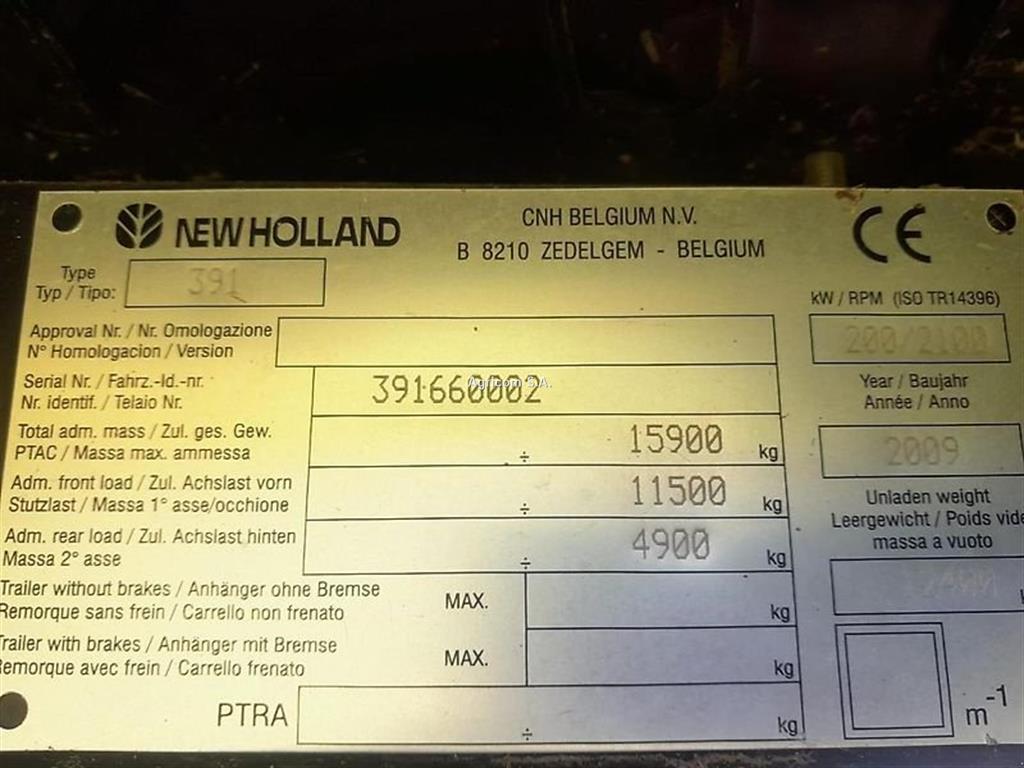 NEW HOLLAND
CNH BELGIUM N.V.
B 8210 ZEDELGEM - BELGIUM
CE
Type
Typ / Tipo:
391
kW / RPM (ISO TR14396)
200/2100
Approval Nr. / Nr. Omologazione
N° Homologacion / Version
Serial Nr. / Fahrz.-Id.-nr.
Nr. identif. / Telaio Nr.
391660002
Agricom S.A.
Year / Baujahr
Année / Anno
2009
Total adm. mass / Zul. ges. Gew.
PTAC / Massa max. ammessa
÷ 15900 kg
Adm. front load / Zul. Achslast vorn
Stutzlast / Massa 1° asse/occhione
÷ 11500 kg
Unladen weight
Leergewicht / Poids vide
massa a vuoto
Adm. rear load / Zul. Achslast hinten
Massa 2° asse
÷ 4900 kg
Trailer without brakes / Anhänger ohne Bremse
Remorque sans frein / Carrello non frenato
MAX. kg
Trailer with brakes / Anhänger mit Bremse
Remorque avec frein / Carrello frenato
MAX. kg
PTRA ÷ kg
m-1